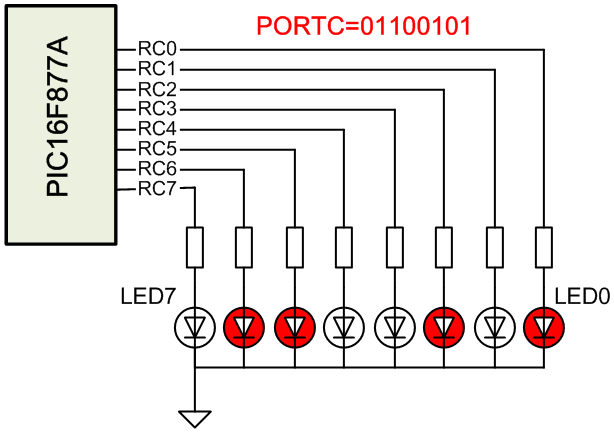 PORTC=01100101
PIC16F877A
RC0
RC1
RC2
RC3
RC4
RC5
RC6
RC7
LED7
LED0